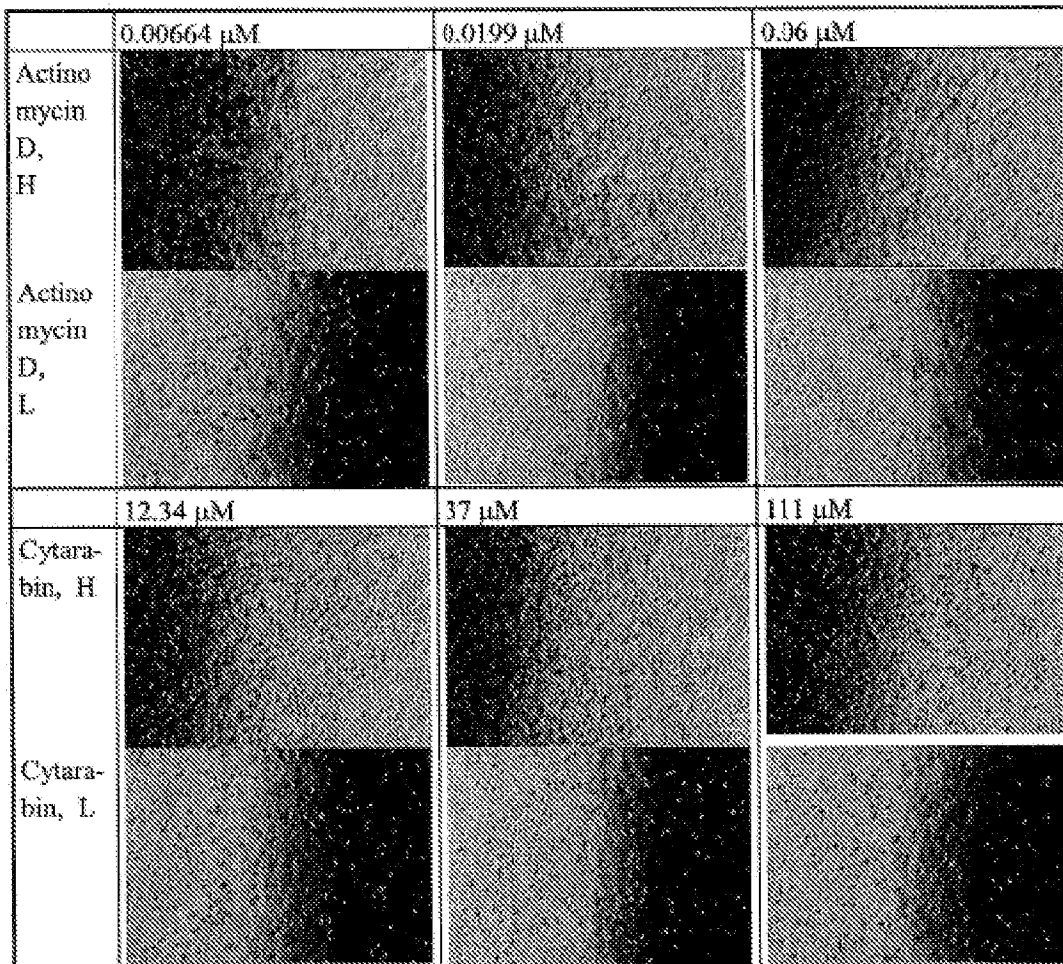 0.00664 µM 0.0199 µM 0.06 µM
Actino
mycin
D,
H
Actino
mycin
D,
L
12.34 µM 37 µM 111 µM
Cytara-
bin, H
Cytara-
bin, L